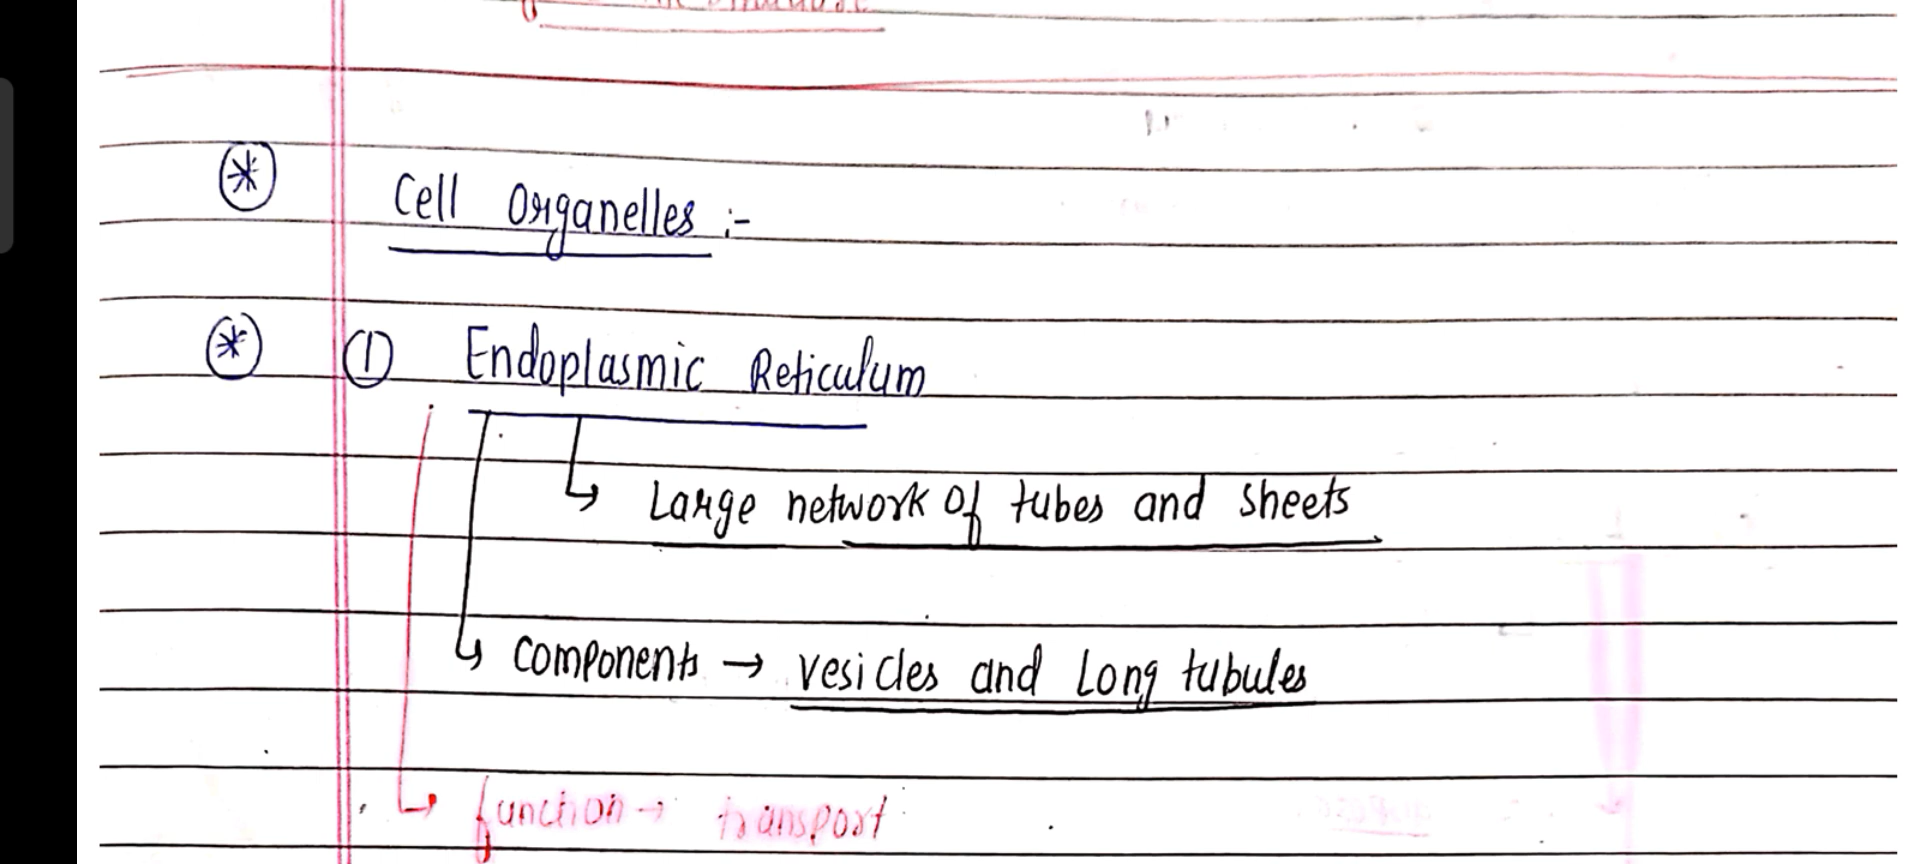 * Cell Organelles :-
* ① Endoplasmic Reticulum
↳ Large network of tubes and sheets
↳ components → vesicles and Long tubules
↳ function → transport